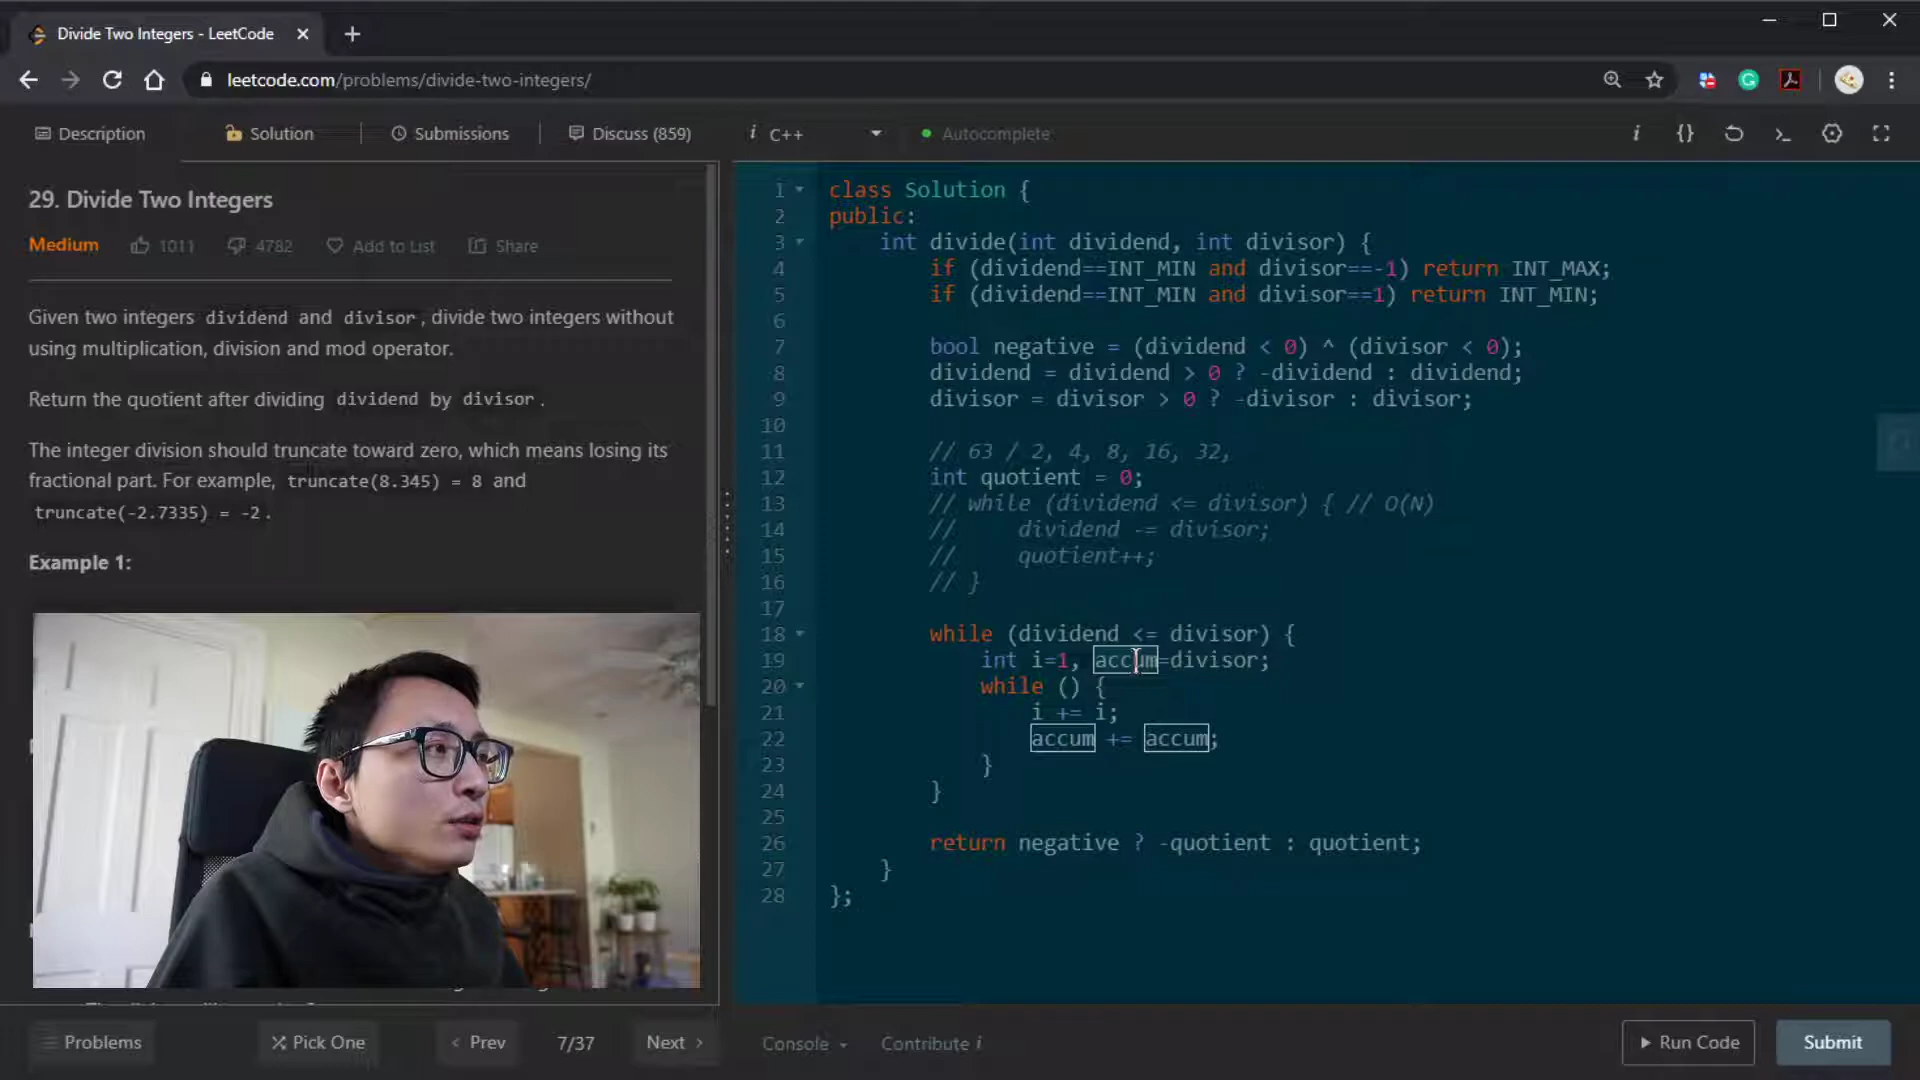 Divide Two Integers - LeetCode
leetcode.com/problems/divide-two-integers/
Description
Solution
Submissions
Discuss (859)
i C++
Autocomplete
29. Divide Two Integers
Medium
1011
4782
Add to List
Share
Given two integers dividend and divisor, divide two integers without
using multiplication, division and mod operator.
Return the quotient after dividing dividend by divisor.
The integer division should truncate toward zero, which means losing its
fractional part. For example, truncate(8.345) = 8 and
truncate(-2.7335) = -2.
Example 1:
1 class Solution {
2 public:
3 int divide(int dividend, int divisor) {
4 if (dividend==INT_MIN and divisor==-1) return INT_MAX;
5 if (dividend==INT_MIN and divisor==1) return INT_MIN;
6
7 bool negative = (dividend < 0) ^ (divisor < 0);
8 dividend = dividend > 0 ? -dividend : dividend;
9 divisor = divisor > 0 ? -divisor : divisor;
10
11 // 63 / 2, 4, 8, 16, 32,
12 int quotient = 0;
13 // while (dividend <= divisor) { // O(N)
14 // dividend -= divisor;
15 // quotient++;
16 // }
17
18 while (dividend <= divisor) {
19 int i=1, accum=divisor;
20 while () {
21 i += i;
22 accum += accum;
23 }
24 }
25
26 return negative ? -quotient : quotient;
27 }
28 };
Problems
Pick One
Prev
7/37
Next
Console
Contribute i
Run Code
Submit